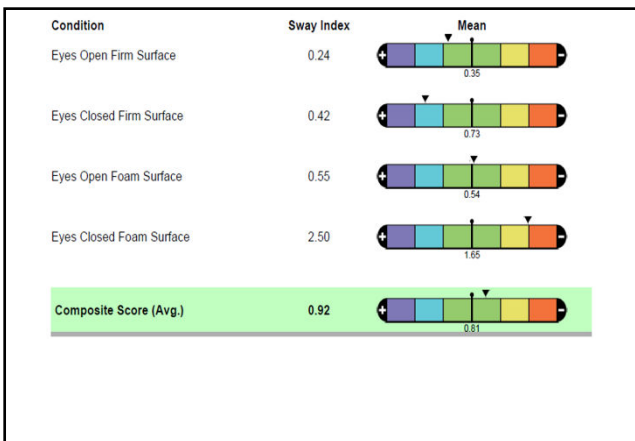 Condition Sway Index Mean
Eyes Open Firm Surface 0.24
+ -
0.35
Eyes Closed Firm Surface 0.42
+ -
0.73
Eyes Open Foam Surface 0.55
+ -
0.54
Eyes Closed Foam Surface 2.50
+ -
1.65
Composite Score (Avg.) 0.92
+ -
0.81